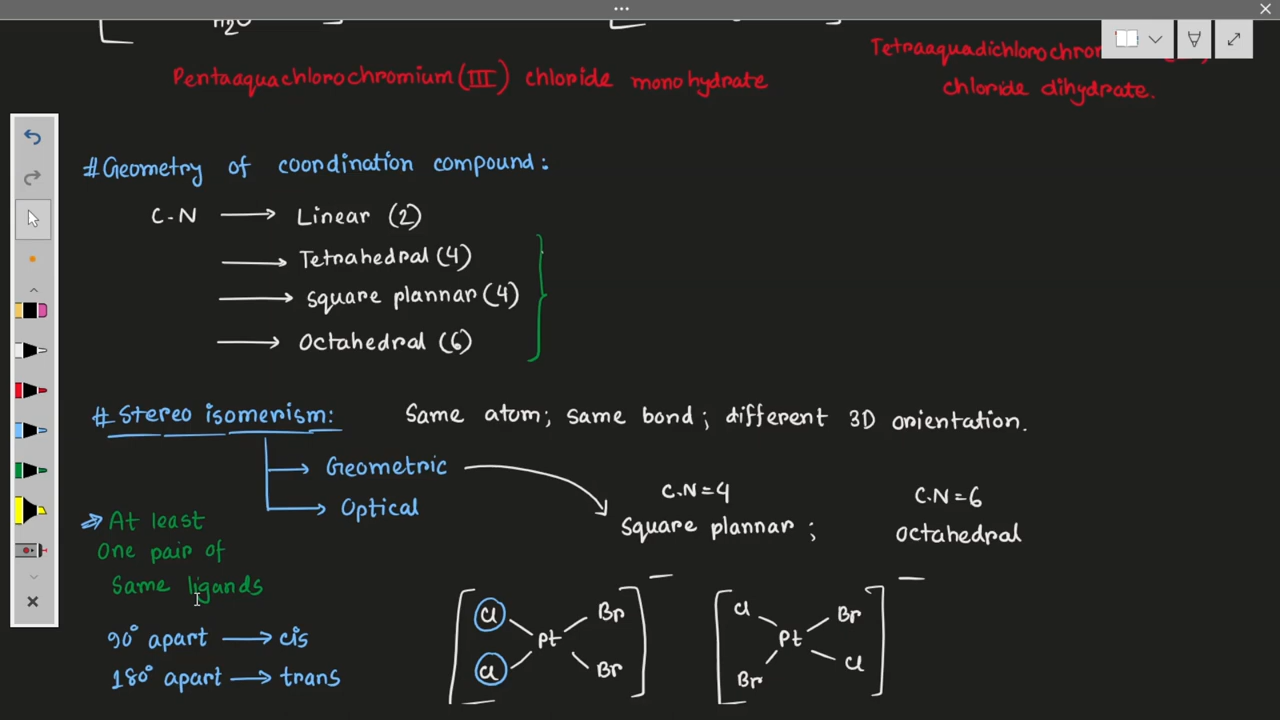 H₂O
Tetraaquadichlorochrom
Pentaaquachlorochromium (III) chloride monohydrate
chloride dihydrate.
# Geometry of coordination compound:
C-N → Linear (2)
→ Tetrahedral (4)
→ square plannar (4)
→ Octahedral (6)
# Stereo isomerism: Same atom; same bond; different 3D orientation.
→ Geometric
→ Optical
C.N=4 C.N=6
Square plannar ; octahedral
⇒ At least
One pair of
Same ligands
90° apart → cis
180° apart → trans
[ Cl Pt Br ]⁻ [ Cl Pt Br ]⁻
Cl Br Br Cl